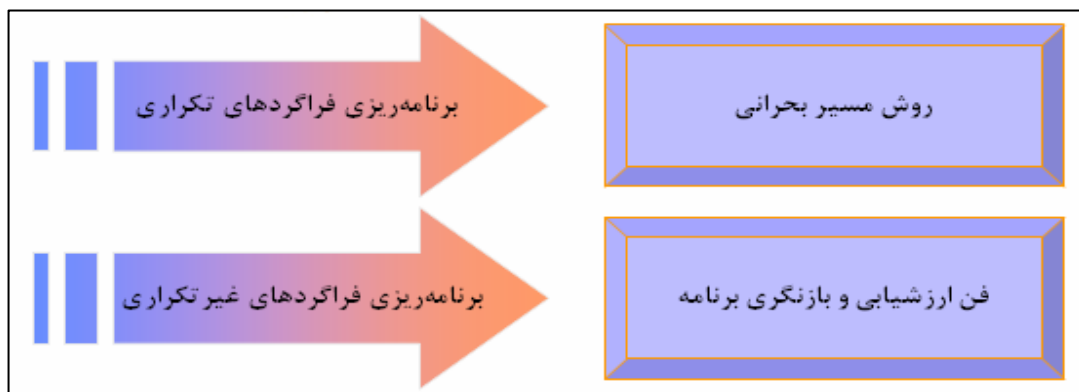 برنامه‌ریزی فراگردهای تکراری
روش مسیر بحرانی
برنامه‌ریزی فراگردهای غیرتکراری
فن ارزشیابی و بازنگری برنامه